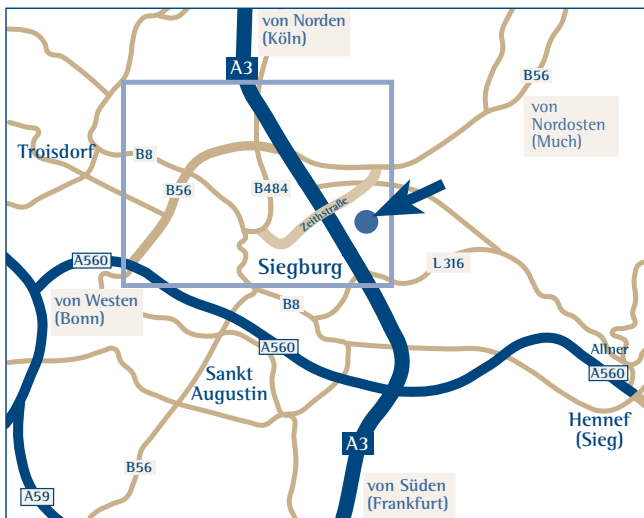 von Norden
(Köln)
A3
B56
von
Nordosten
(Much)
Troisdorf
B8
B56
B484
Zeithstraße
A560
Siegburg
L 316
von Westen
(Bonn)
B8
A560
Allner
A560
Sankt
Augustin
Hennef
(Sieg)
A3
B56
von Süden
(Frankfurt)
A59